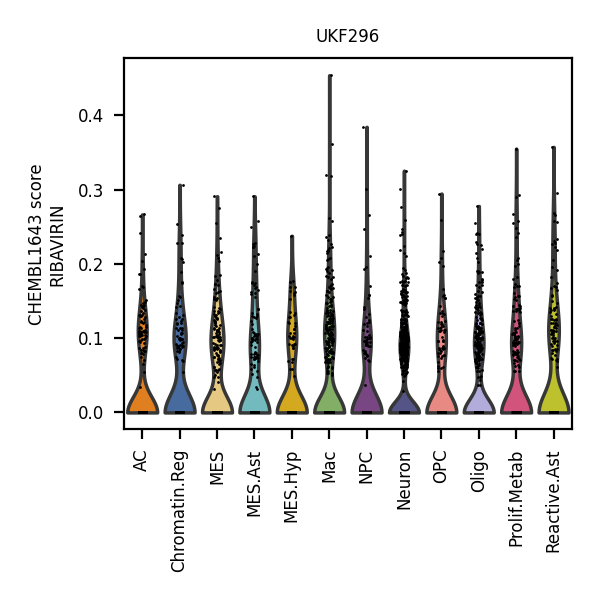 UKF296
CHEMBL1643 score
RIBAVIRIN
0.4
0.3
0.2
0.1
0.0
AC
Chromatin.Reg
MES
MES.Ast
MES.Hyp
Mac
NPC
Neuron
OPC
Oligo
Prolif.Metab
Reactive.Ast